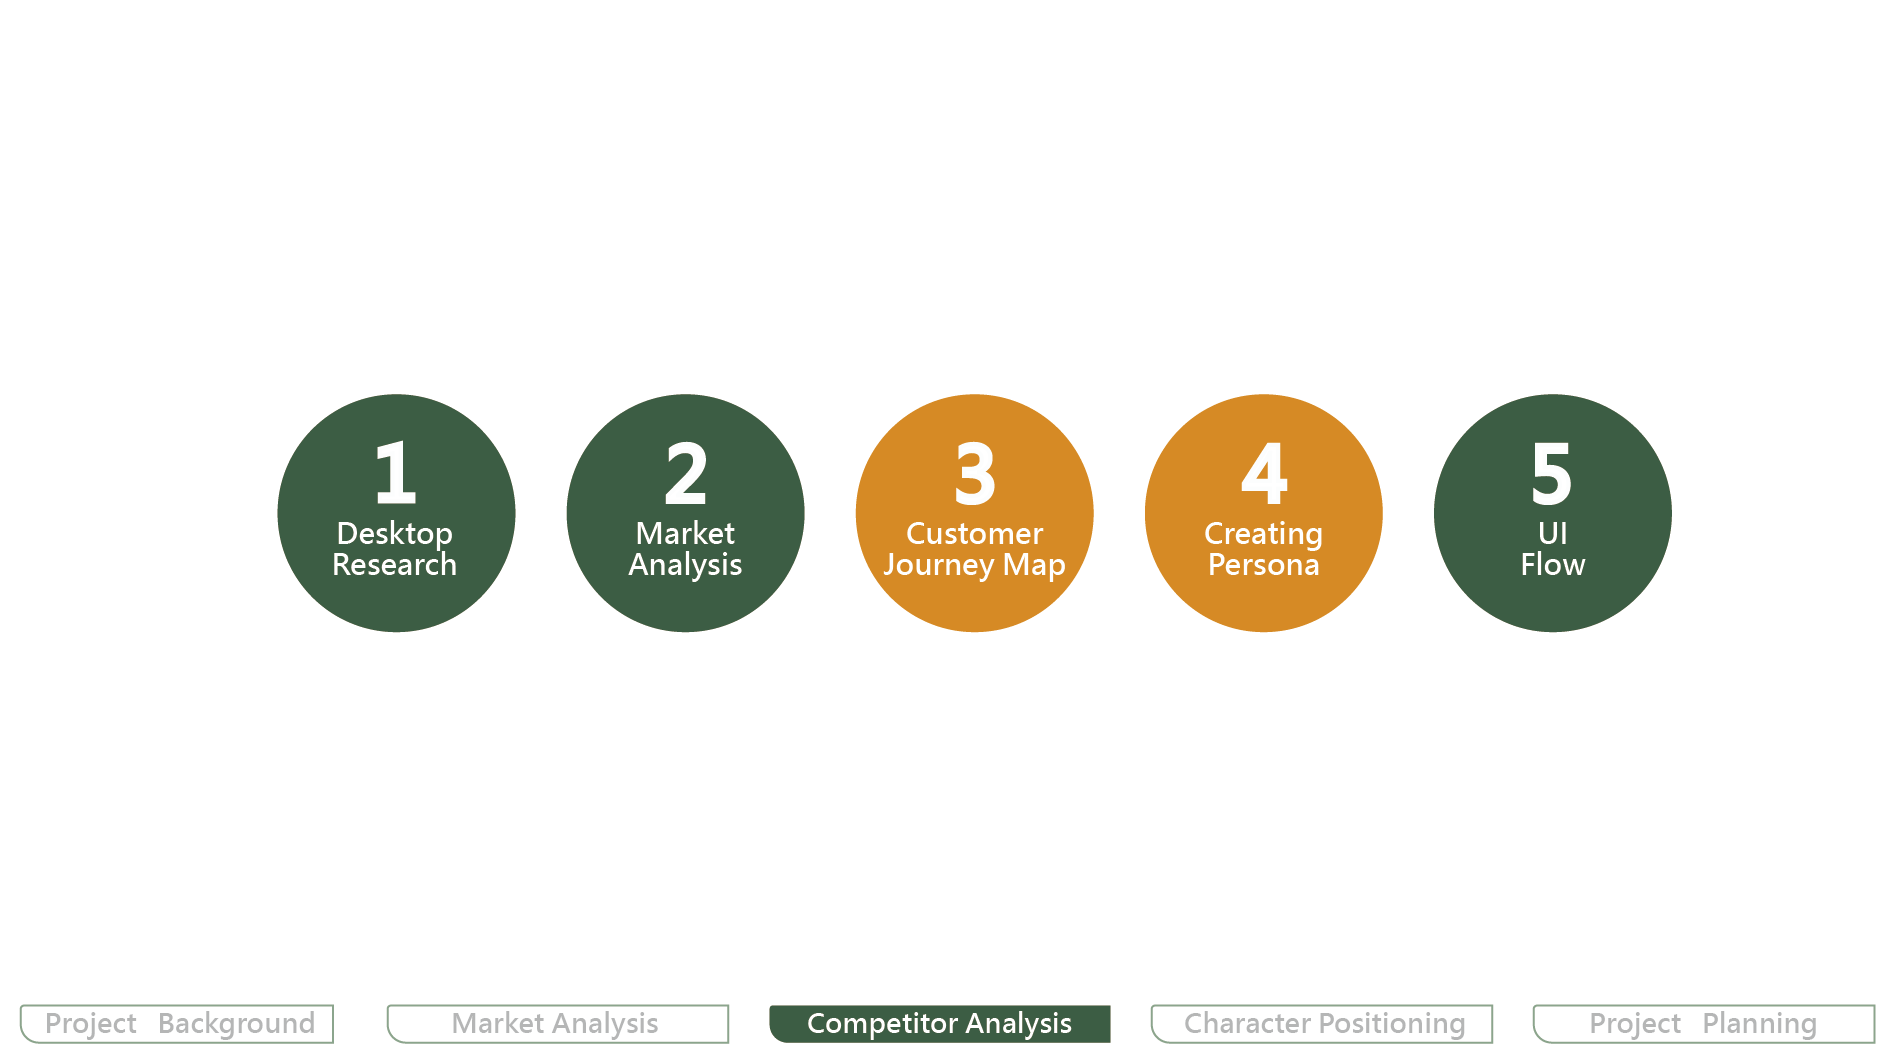 1
Desktop
Research
2
Market
Analysis
3
Customer
Journey Map
4
Creating
Persona
5
UI
Flow
Project Background
Market Analysis
Competitor Analysis
Character Positioning
Project Planning